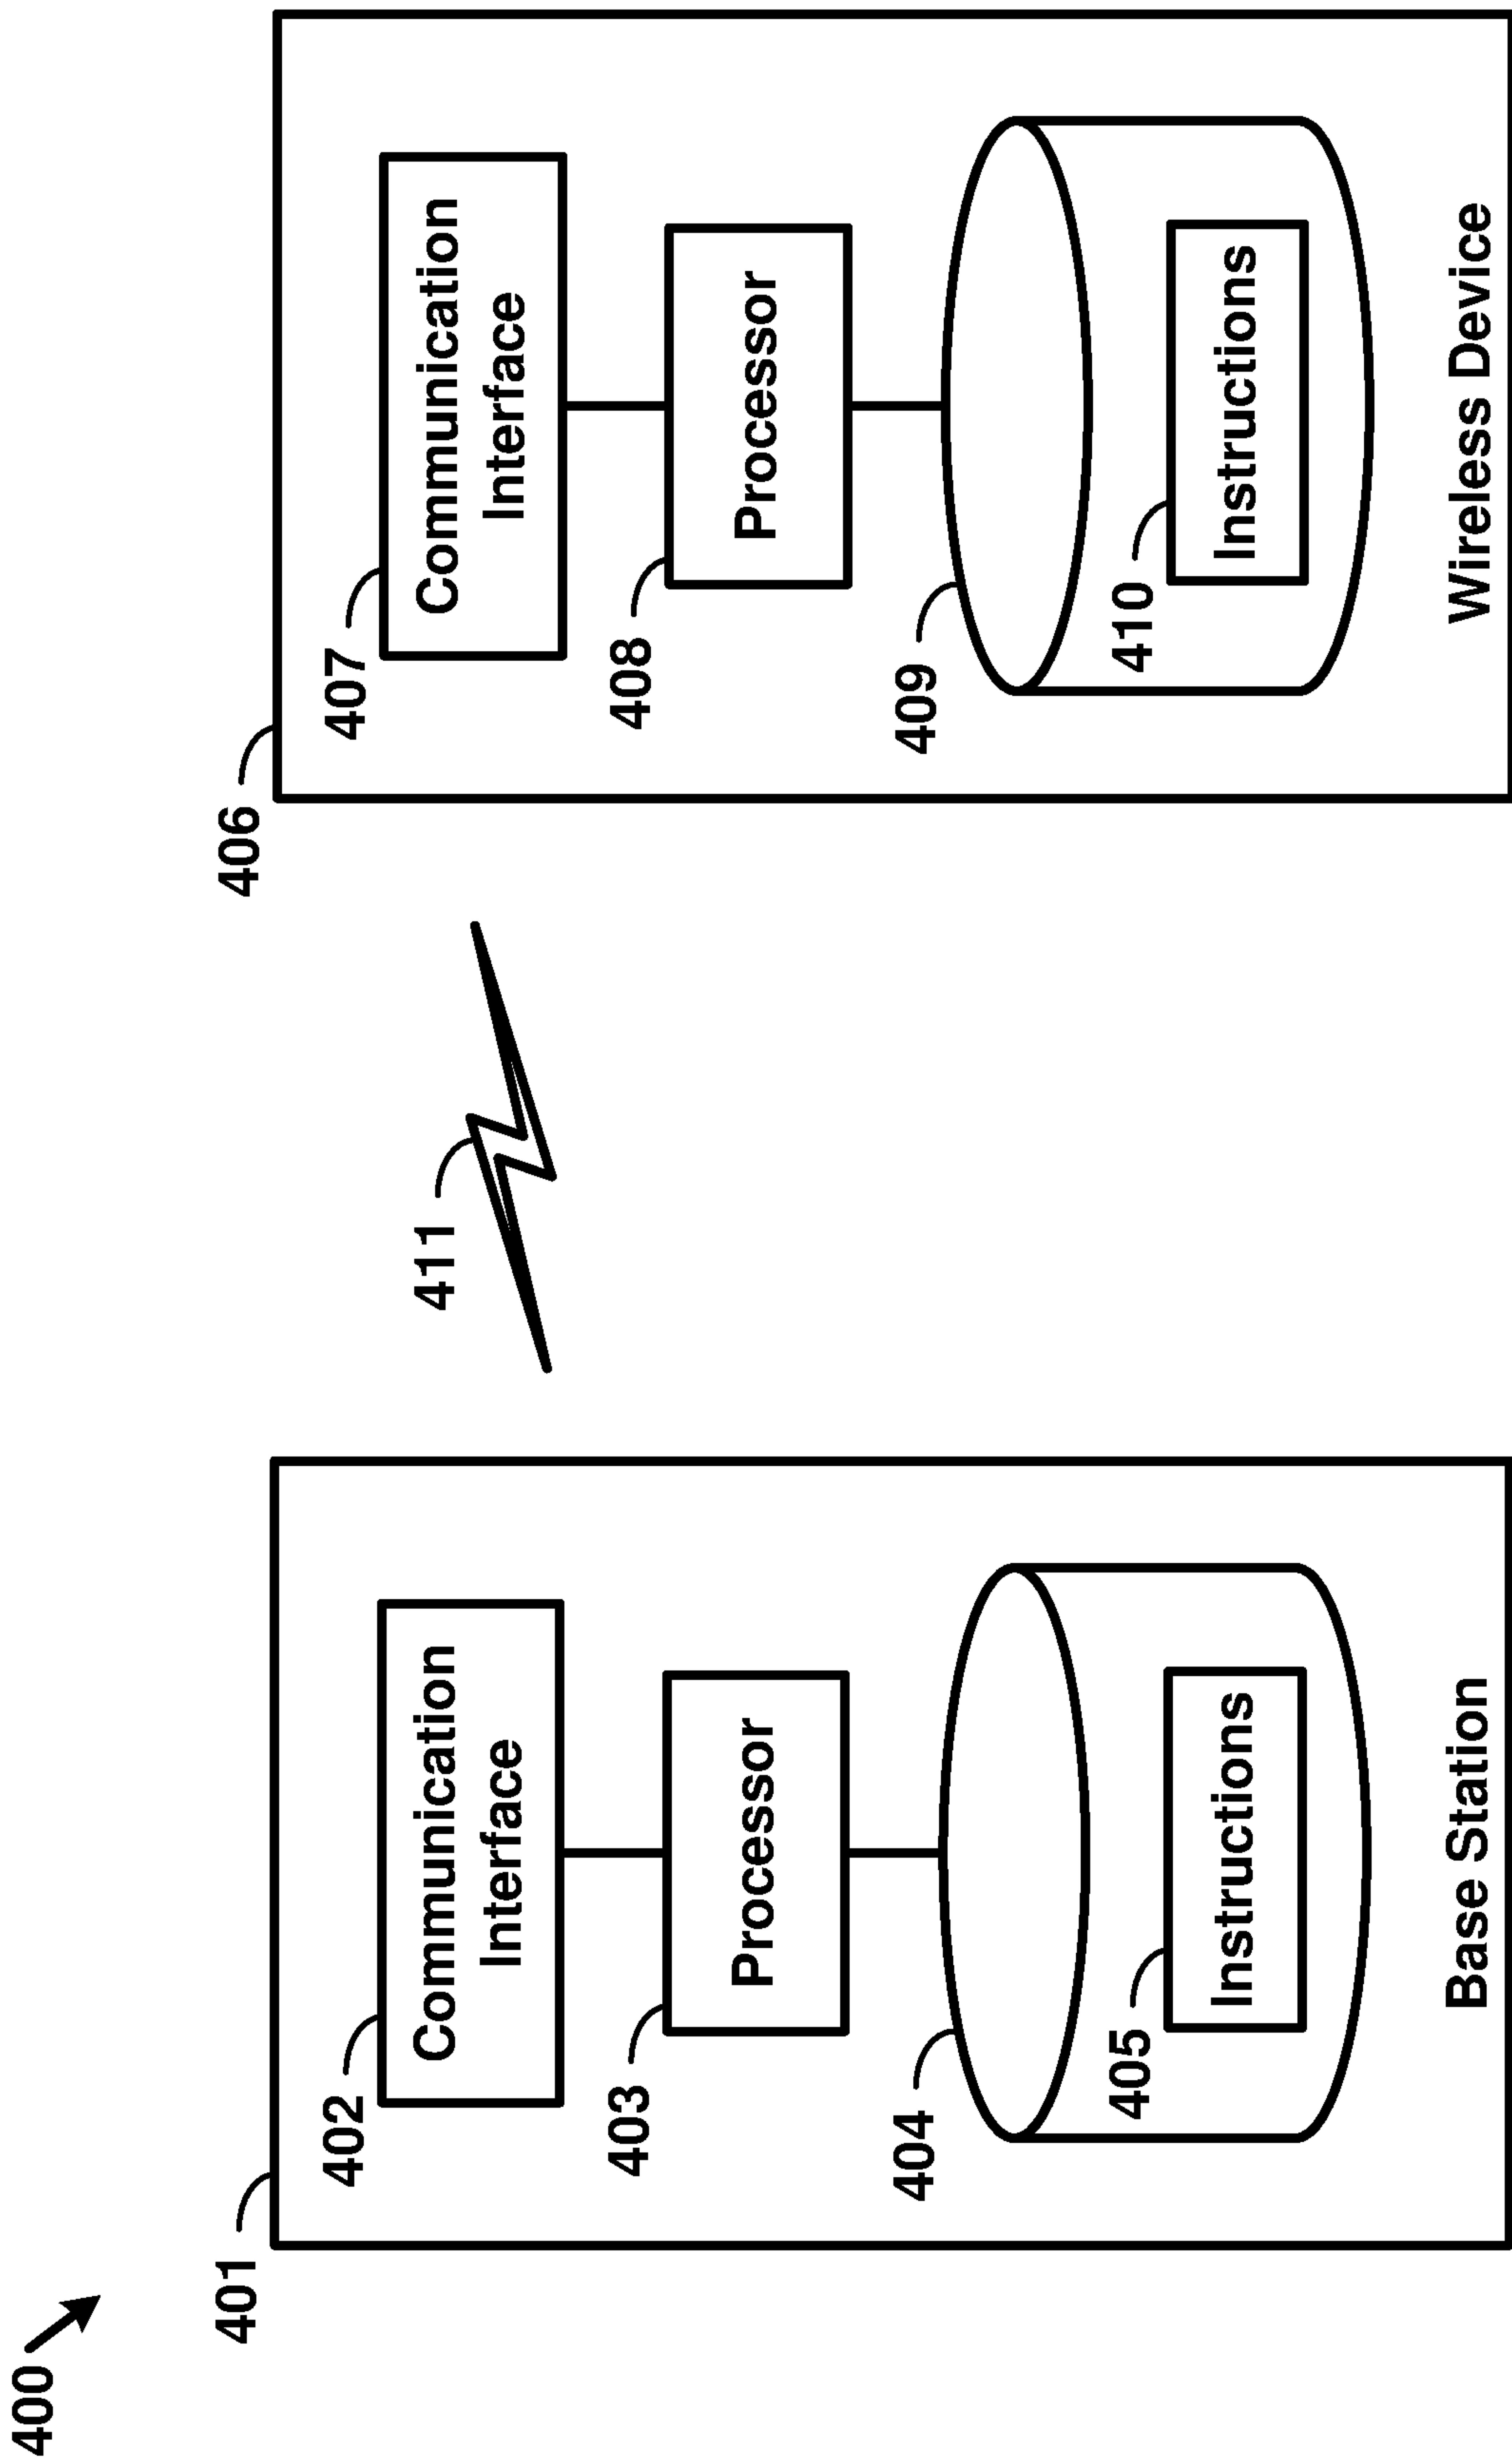 400
401
402
Communication
Interface
403
Processor
404
405
Instructions
Base Station
411
406
407
Communication
Interface
408
Processor
409
410
Instructions
Wireless Device